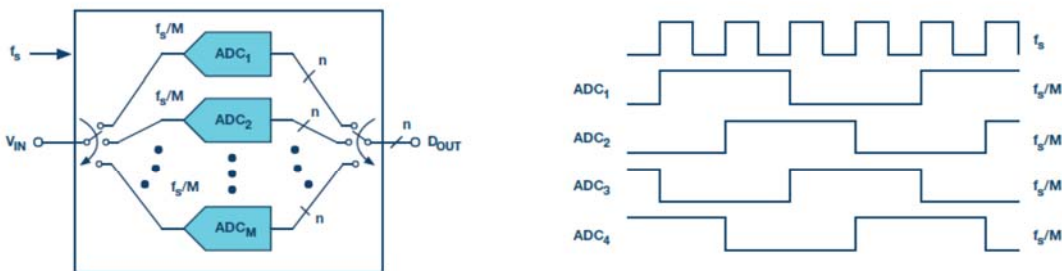 fs
fs/M
ADC1
n
fs/M
ADC2
n
VIN
n
DOUT
fs/M
ADCM
n
fs
ADC1
fs/M
ADC2
fs/M
ADC3
fs/M
ADC4
fs/M